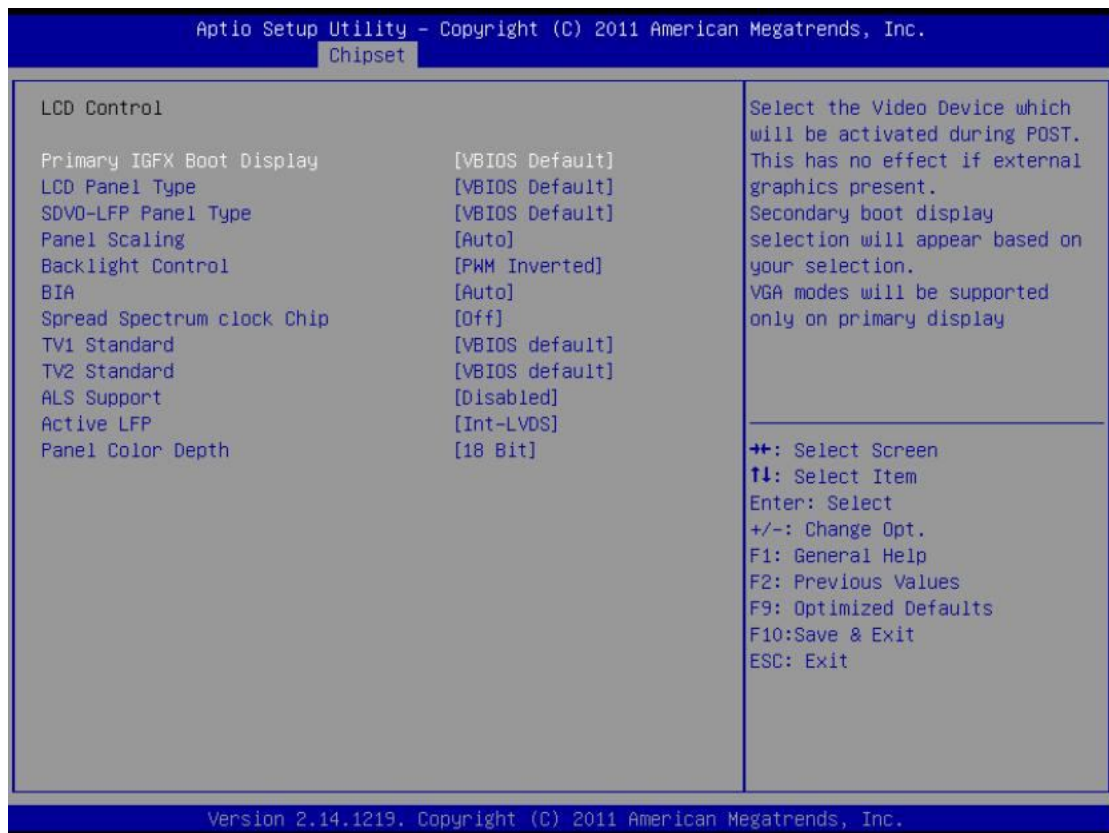 Aptio Setup Utility – Copyright (C) 2011 American Megatrends, Inc.
Chipset
LCD Control
Primary IGFX Boot Display [VBIOS Default]
LCD Panel Type [VBIOS Default]
SDVO-LFP Panel Type [VBIOS Default]
Panel Scaling [Auto]
Backlight Control [PWM Inverted]
BIA [Auto]
Spread Spectrum clock Chip [Off]
TV1 Standard [VBIOS default]
TV2 Standard [VBIOS default]
ALS Support [Disabled]
Active LFP [Int-LVDS]
Panel Color Depth [18 Bit]
Select the Video Device which
will be activated during POST.
This has no effect if external
graphics present.
Secondary boot display
selection will appear based on
your selection.
VGA modes will be supported
only on primary display
→←: Select Screen
↑↓: Select Item
Enter: Select
+/-: Change Opt.
F1: General Help
F2: Previous Values
F9: Optimized Defaults
F10:Save & Exit
ESC: Exit
Version 2.14.1219. Copyright (C) 2011 American Megatrends, Inc.